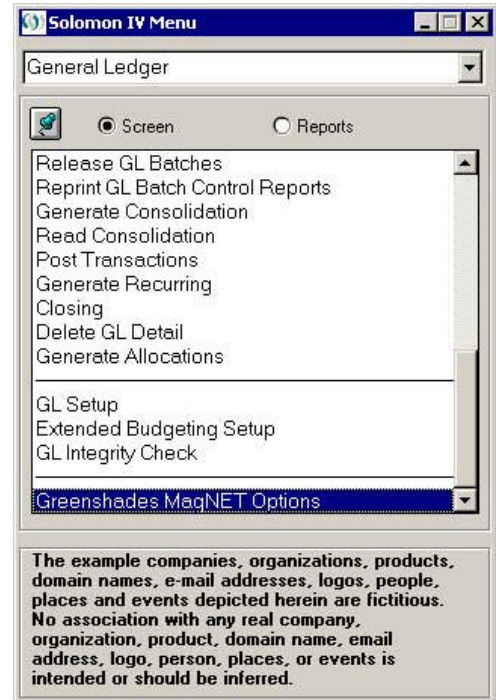 Solomon IV Menu
General Ledger
Screen Reports
Release GL Batches
Reprint GL Batch Control Reports
Generate Consolidation
Read Consolidation
Post Transactions
Generate Recurring
Closing
Delete GL Detail
Generate Allocations
GL Setup
Extended Budgeting Setup
GL Integrity Check
Greenshades MagNET Options
The example companies, organizations, products,
domain names, e-mail addresses, logos, people,
places and events depicted herein are fictitious.
No association with any real company,
organization, product, domain name, email
address, logo, person, places, or events is
intended or should be inferred.